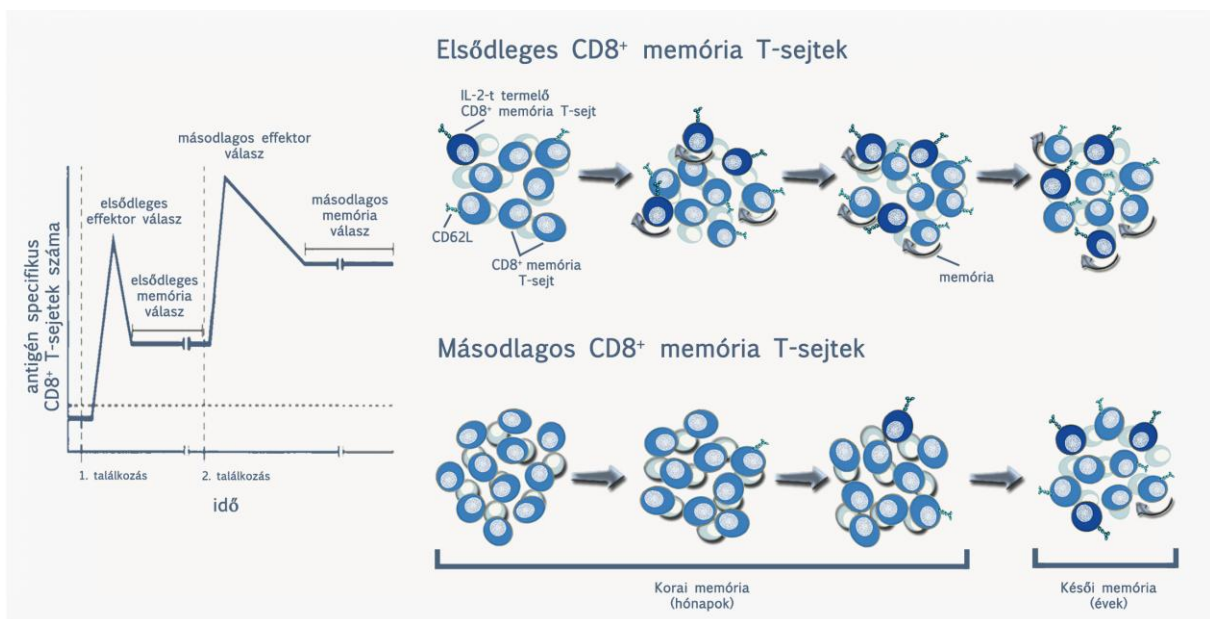 Elsődleges CD8⁺ memória T-sejtek
IL-2-t termelő
CD8⁺ memória T-sejt
CD62L
CD8⁺ memória
T-sejt
memória
másodlagos effektor
válasz
elsődleges
effektor válasz
másodlagos
memória
válasz
elsődleges
memória
válasz
antigén specifikus
CD8⁺ T-sejetek száma
1. találkozás
2. találkozás
idő
Másodlagos CD8⁺ memória T-sejtek
Korai memória
(hónapok)
Késői memória
(évek)